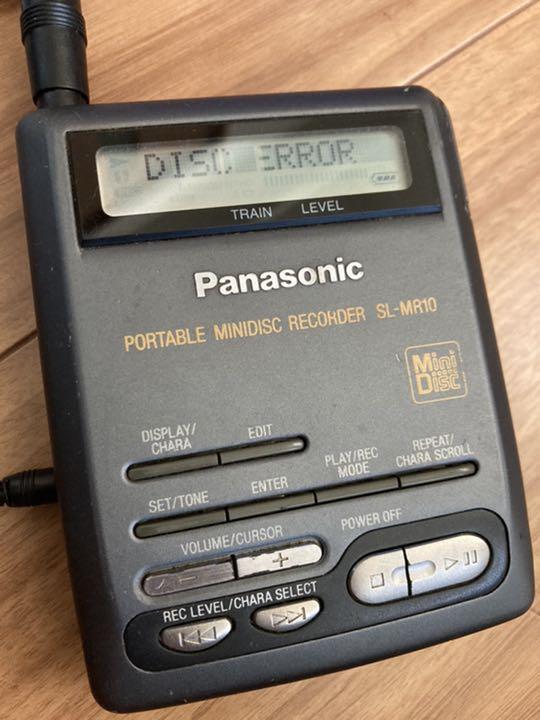 DISC ERROR
TRAIN LEVEL
Panasonic
PORTABLE MINIDISC RECORDER SL-MR10
Mini
Disc
DISPLAY/
CHARA
EDIT
SET/TONE
ENTER
PLAY/REC
MODE
REPEAT/
CHARA SCROLL
VOLUME/CURSOR
POWER OFF
− +
REC LEVEL/CHARA SELECT